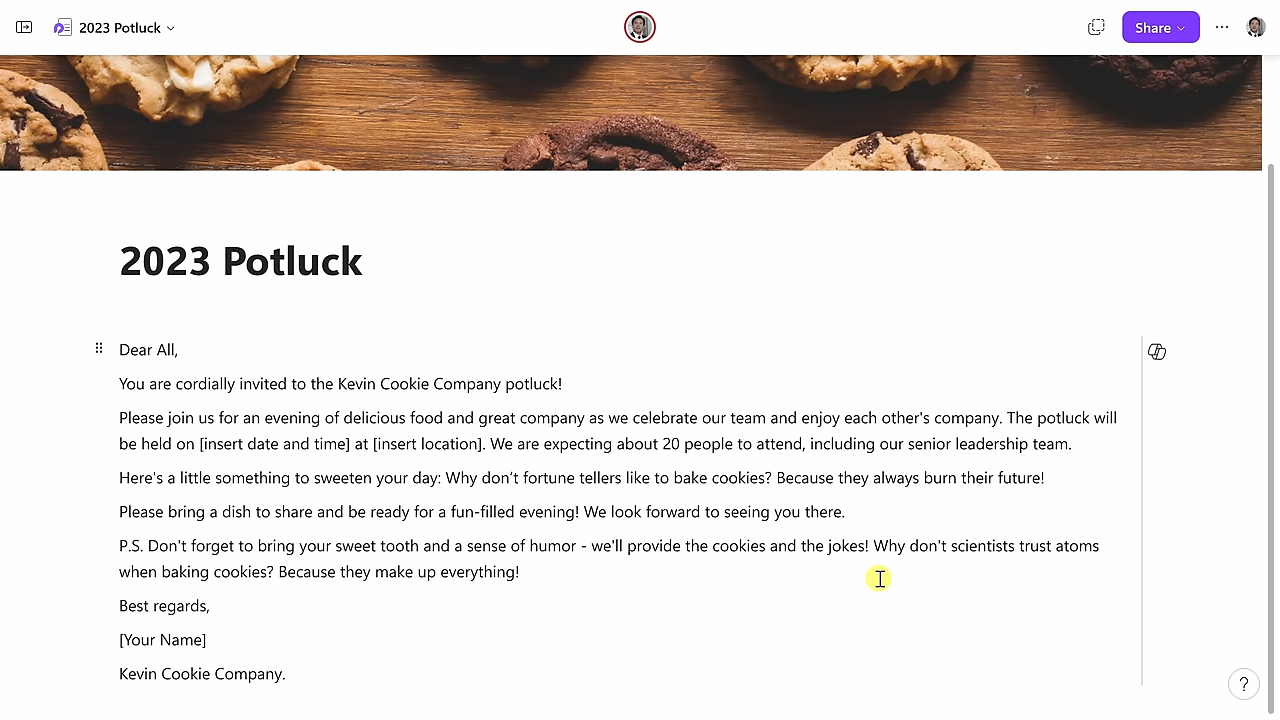 2023 Potluck
Share
2023 Potluck
Dear All,
You are cordially invited to the Kevin Cookie Company potluck!
Please join us for an evening of delicious food and great company as we celebrate our team and enjoy each other's company. The potluck will
be held on [insert date and time] at [insert location]. We are expecting about 20 people to attend, including our senior leadership team.
Here's a little something to sweeten your day: Why don’t fortune tellers like to bake cookies? Because they always burn their future!
Please bring a dish to share and be ready for a fun-filled evening! We look forward to seeing you there.
P.S. Don't forget to bring your sweet tooth and a sense of humor - we'll provide the cookies and the jokes! Why don't scientists trust atoms
when baking cookies? Because they make up everything!
Best regards,
[Your Name]
Kevin Cookie Company.
?